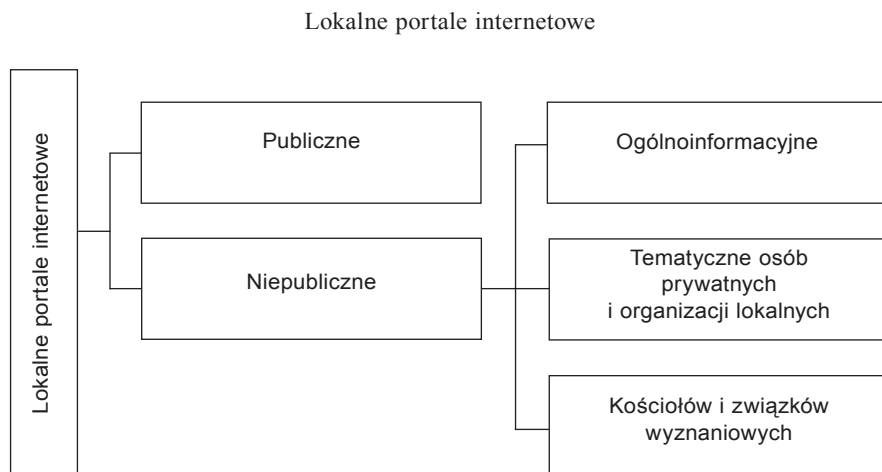 Lokalne portale internetowe
Lokalne portale internetowe
Publiczne
Niepubliczne
Ogólnoinformacyjne
Tematyczne osób
prywatnych
i organizacji lokalnych
Kościołów i związków
wyznaniowych